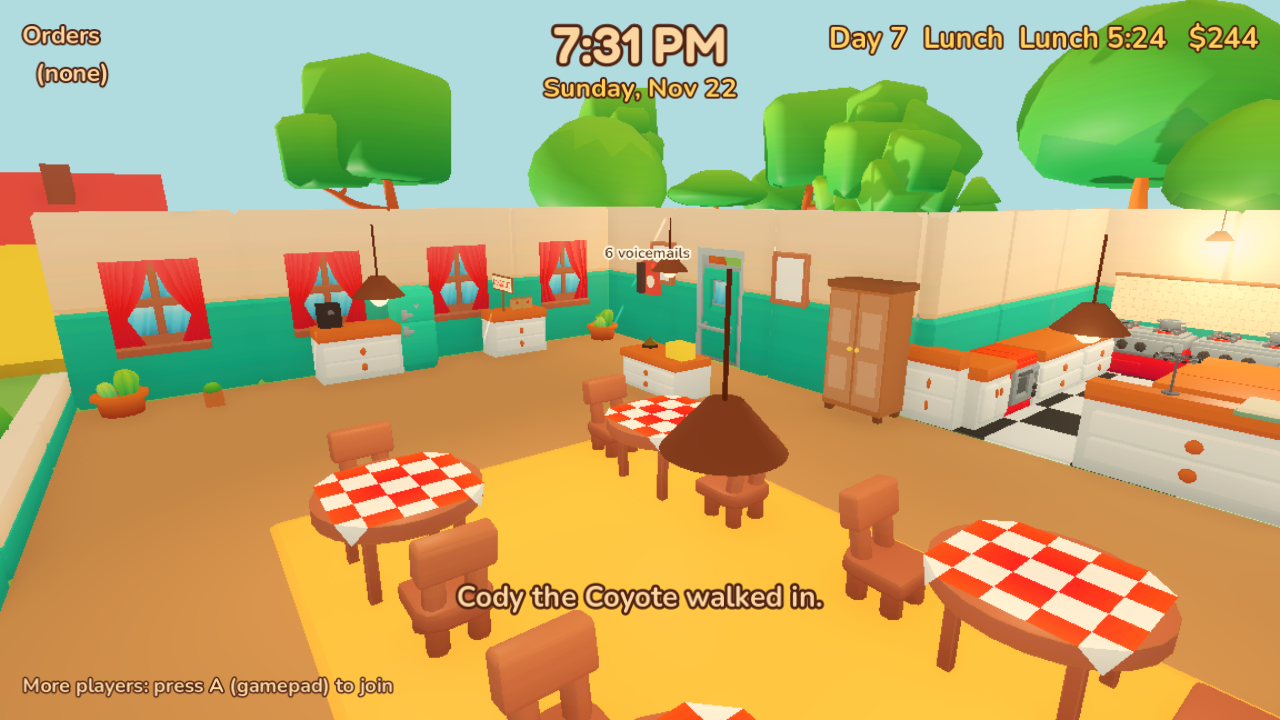 Orders
(none)
7:31 PM
Sunday, Nov 22
Day 7 Lunch Lunch 5:24 $244
6 voicemails
Cody the Coyote walked in.
More players: press A (gamepad) to join